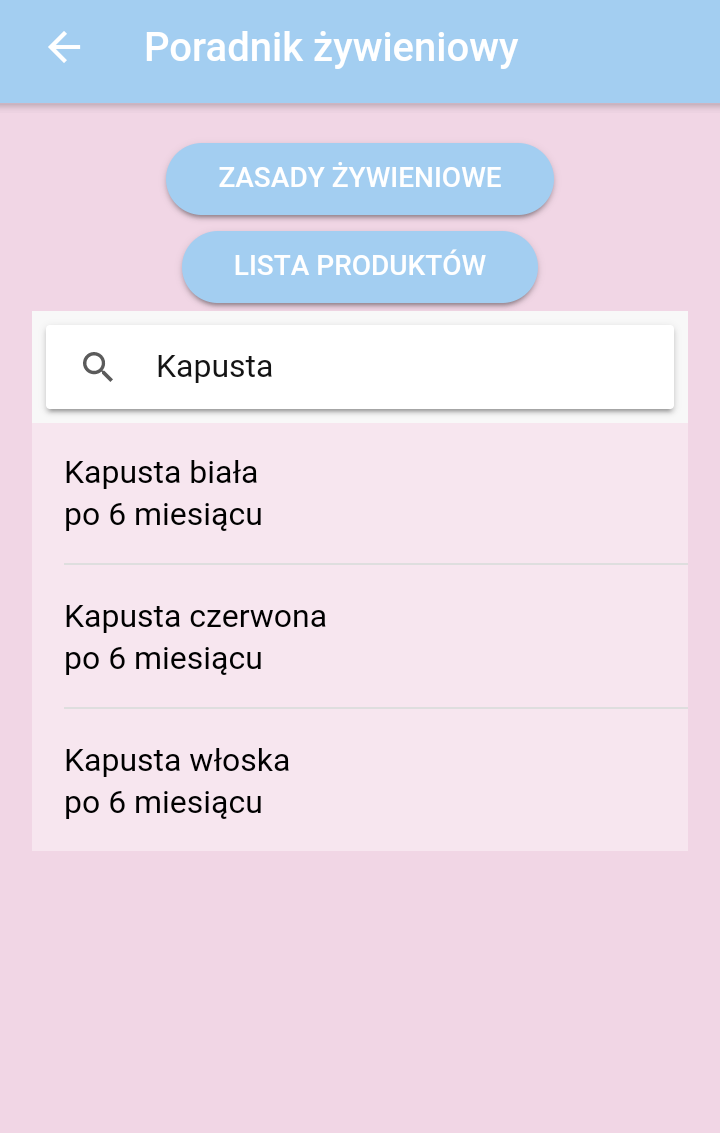 Poradnik żywieniowy
ZASADY ŻYWIENIOWE
LISTA PRODUKTÓW
Kapusta
Kapusta biała
po 6 miesiącu
Kapusta czerwona
po 6 miesiącu
Kapusta włoska
po 6 miesiącu